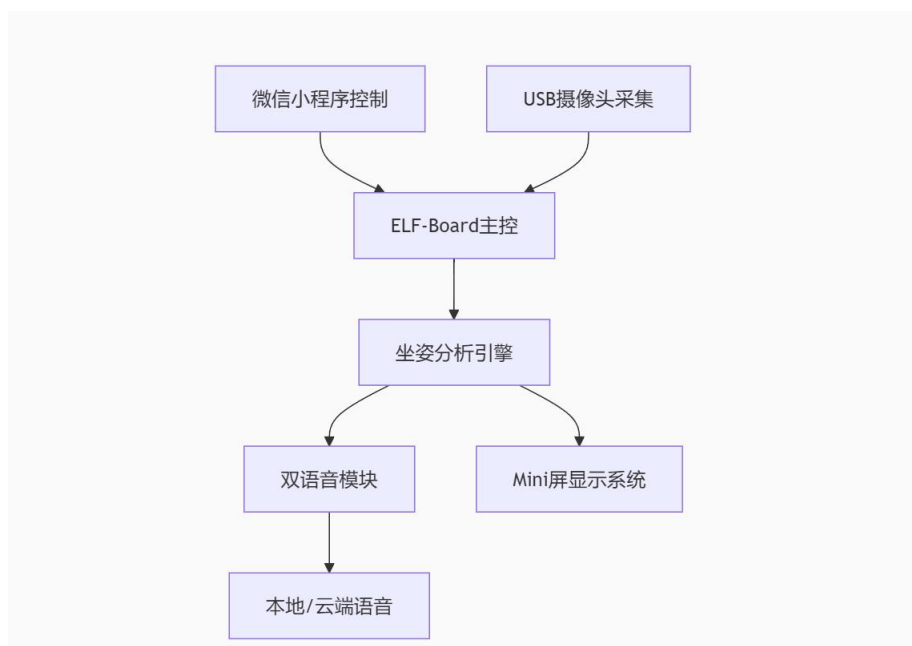 微信小程序控制
USB摄像头采集
ELF-Board主控
坐姿分析引擎
双语音模块
Mini屏显示系统
本地/云端语音